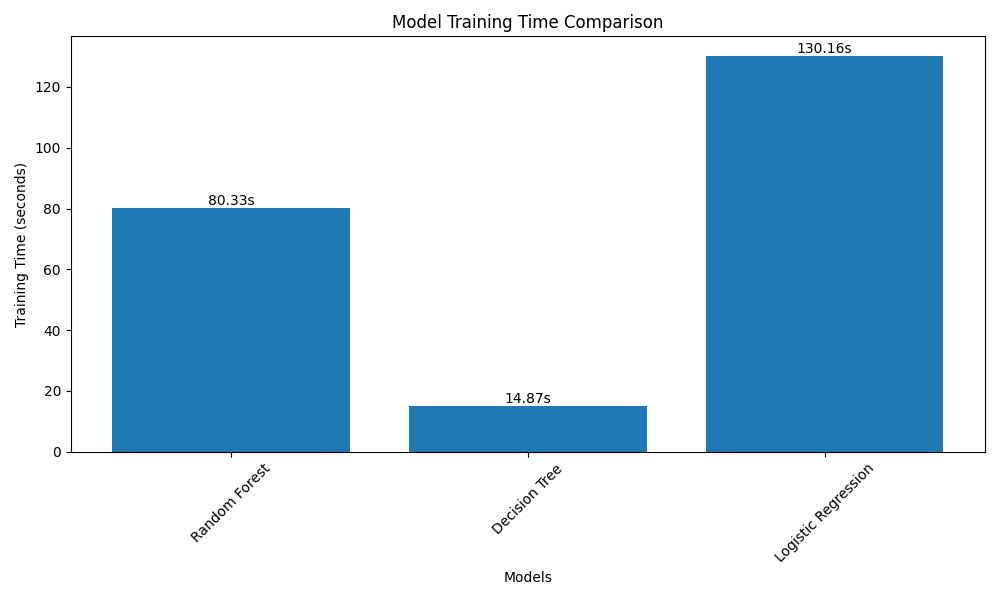 Model Training Time Comparison
130.16s
80.33s
14.87s
120
100
80
60
40
20
0
Training Time (seconds)
Random Forest
Decision Tree
Logistic Regression
Models